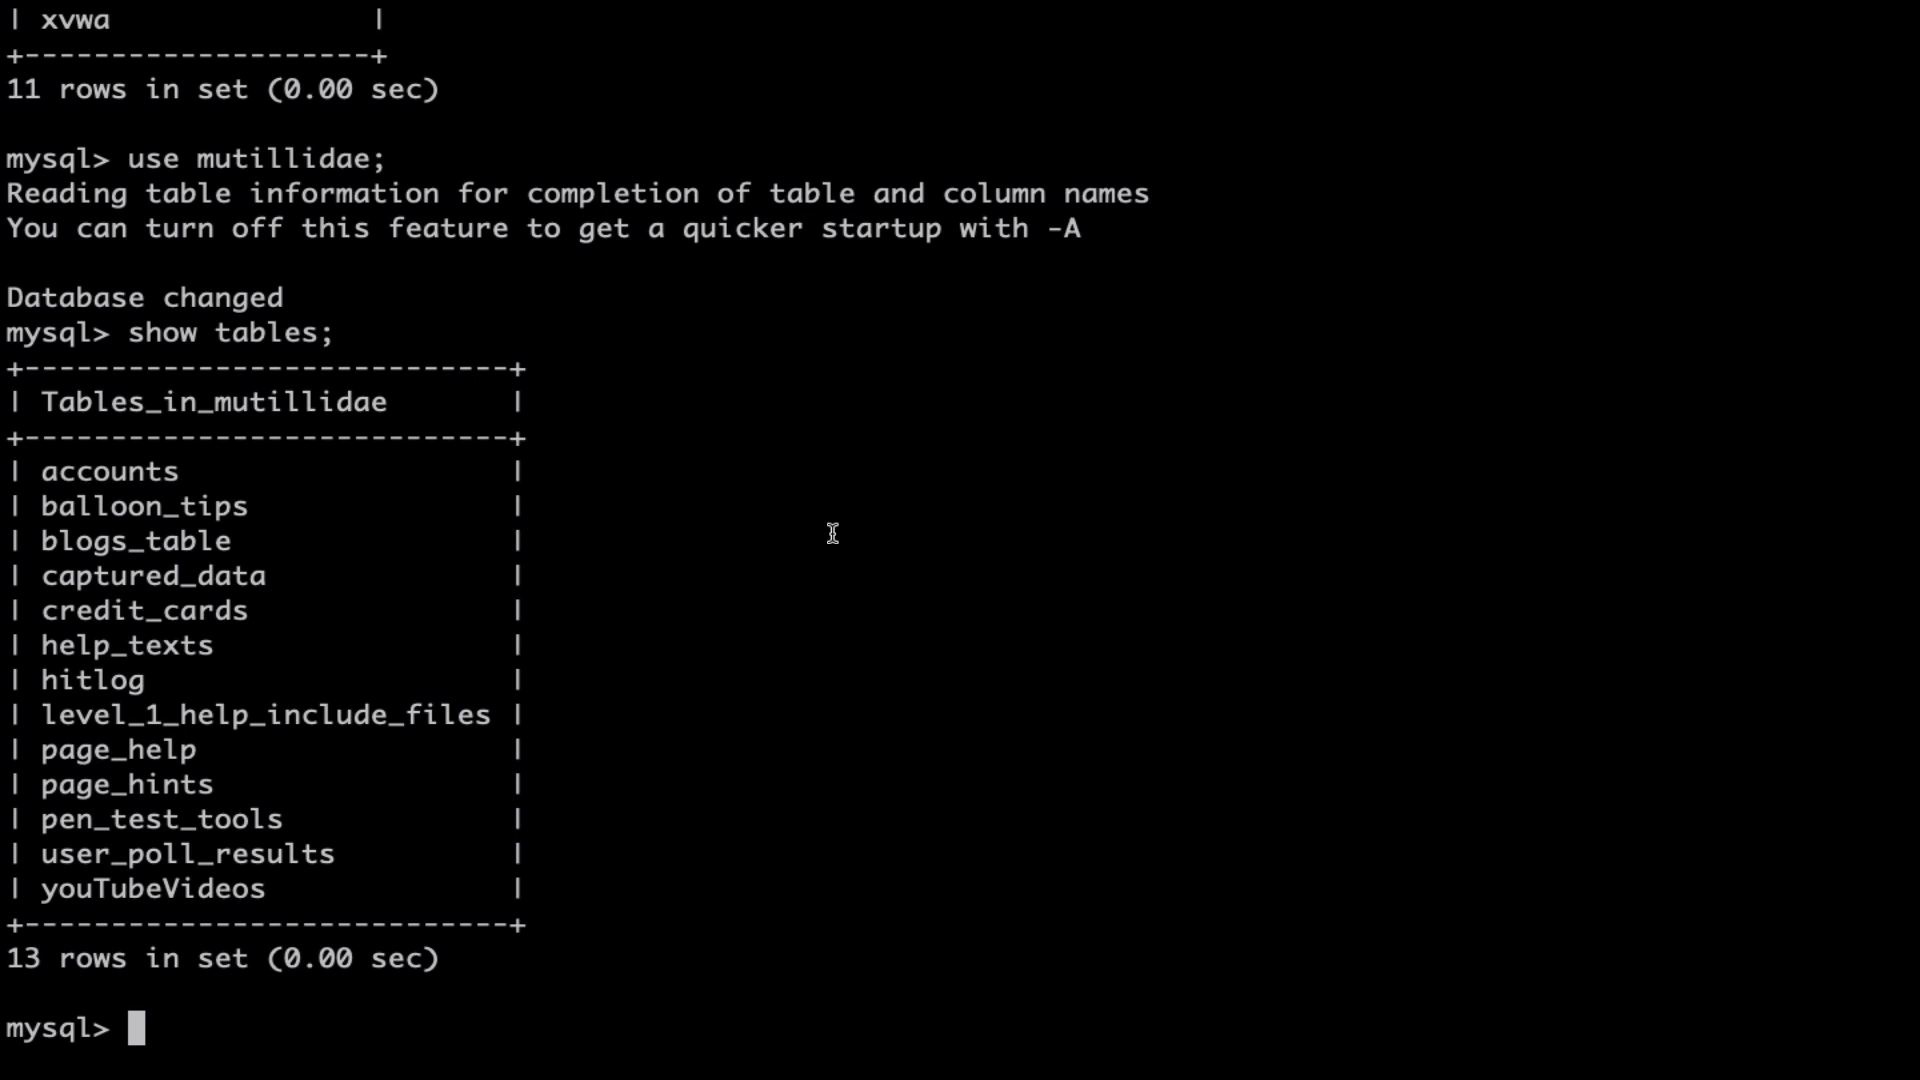 | xvwa               |
+--------------------+
11 rows in set (0.00 sec)

mysql> use mutillidae;
Reading table information for completion of table and column names
You can turn off this feature to get a quicker startup with -A

Database changed
mysql> show tables;
+----------------------------+
| Tables_in_mutillidae       |
+----------------------------+
| accounts                   |
| balloon_tips               |
| blogs_table                |
| captured_data              |
| credit_cards               |
| help_texts                 |
| hitlog                     |
| level_1_help_include_files |
| page_help                  |
| page_hints                 |
| pen_test_tools             |
| user_poll_results          |
| youTubeVideos              |
+----------------------------+
13 rows in set (0.00 sec)

mysql>